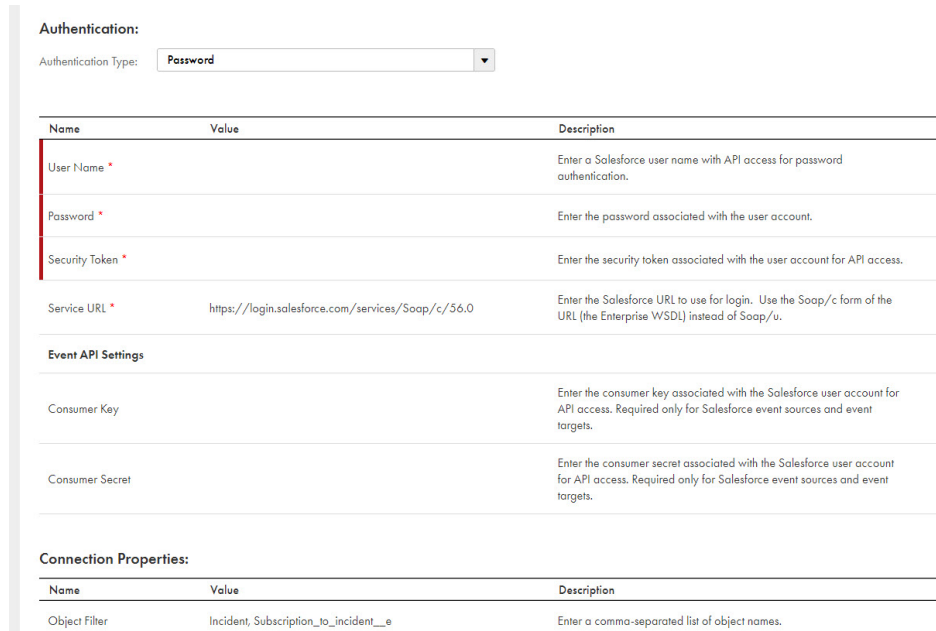 Authentication:
Authentication Type: Password
Name Value Description
User Name * Enter a Salesforce user name with API access for password
authentication.
Password * Enter the password associated with the user account.
Security Token * Enter the security token associated with the user account for API access.
Service URL * https://login.salesforce.com/services/Soap/c/56.0 Enter the Salesforce URL to use for login. Use the Soap/c form of the
URL (the Enterprise WSDL) instead of Soap/u.
Event API Settings
Consumer Key Enter the consumer key associated with the Salesforce user account for
API access. Required only for Salesforce event sources and event
targets.
Consumer Secret Enter the consumer secret associated with the Salesforce user account
for API access. Required only for Salesforce event sources and event
targets.
Connection Properties:
Name Value Description
Object Filter Incident, Subscription_to_incident__e Enter a comma-separated list of object names.